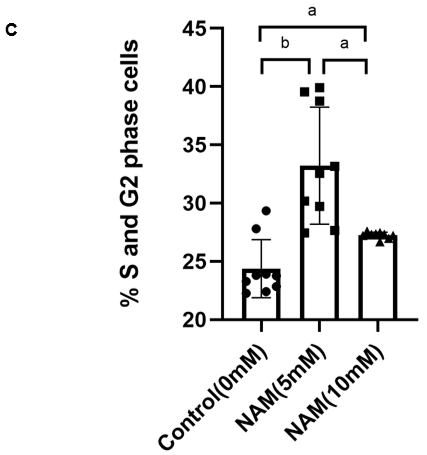 C
a
b
a
% S and G2 phase cells
45
40
35
30
25
20
Control(0mM)
NAM(5mM)
NAM(10mM)